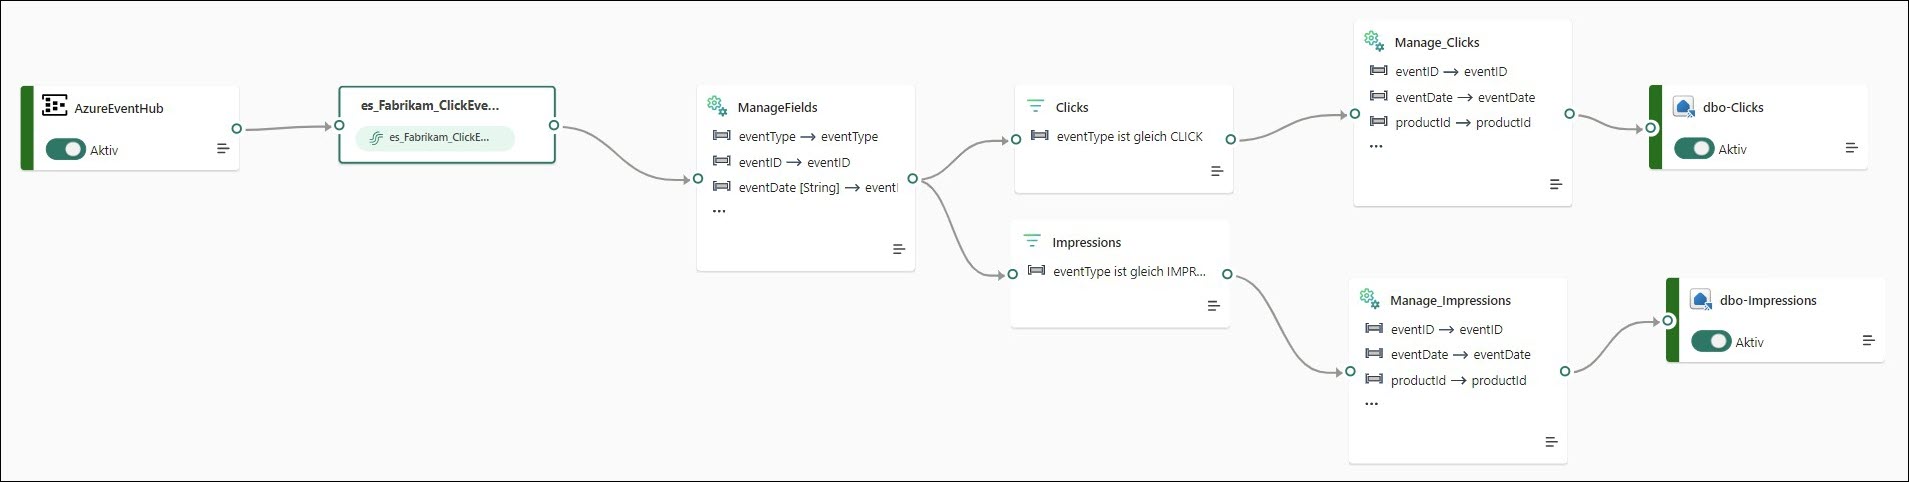 AzureEventHub
Aktiv
es_Fabrikam_ClickEve...
es_Fabrikam_ClickE...
ManageFields
eventType → eventType
eventID → eventID
eventDate [String] → eventI
...
Clicks
eventType ist gleich CLICK
Impressions
eventType ist gleich IMPR...
Manage_Clicks
eventID → eventID
eventDate → eventDate
productId → productId
...
dbo-Clicks
Aktiv
Manage_Impressions
eventID → eventID
eventDate → eventDate
productId → productId
...
dbo-Impressions
Aktiv